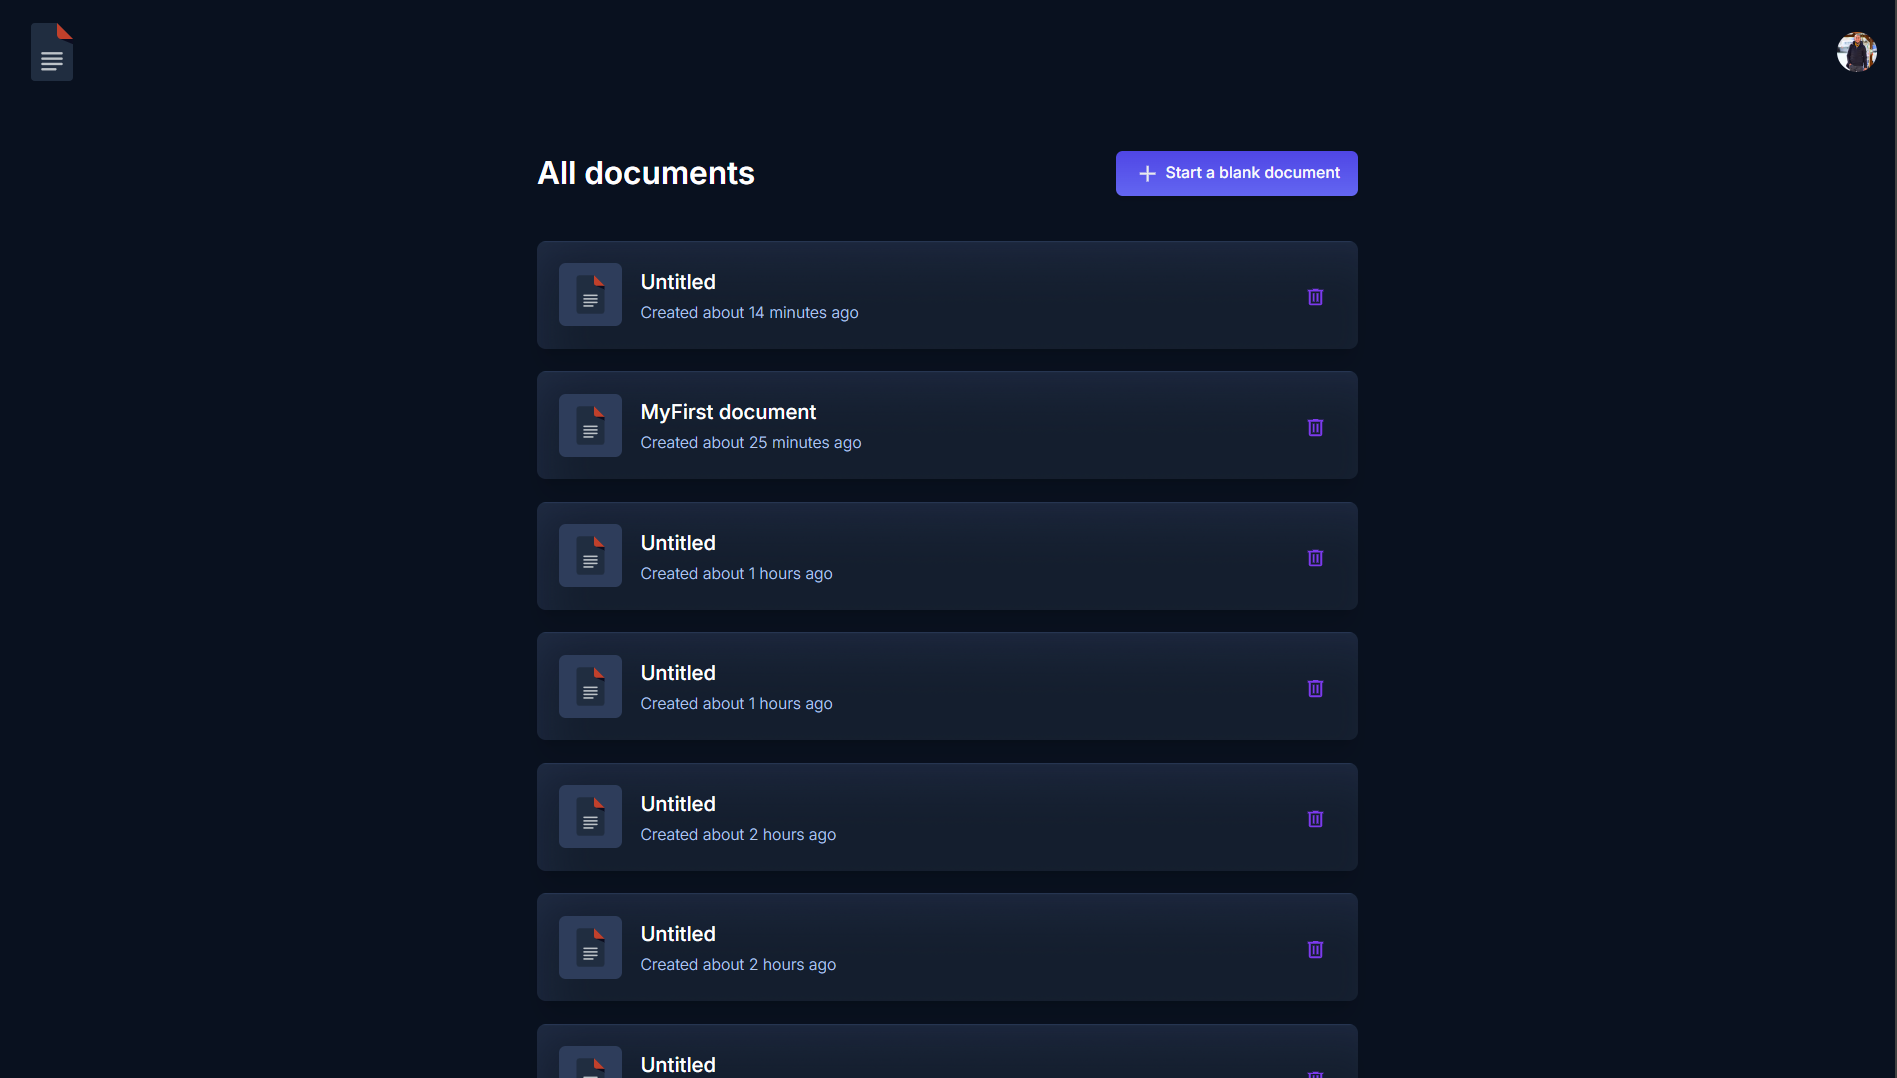 All documents
Start a blank document
Untitled
Created about 14 minutes ago
MyFirst document
Created about 25 minutes ago
Untitled
Created about 1 hours ago
Untitled
Created about 1 hours ago
Untitled
Created about 2 hours ago
Untitled
Created about 2 hours ago
Untitled